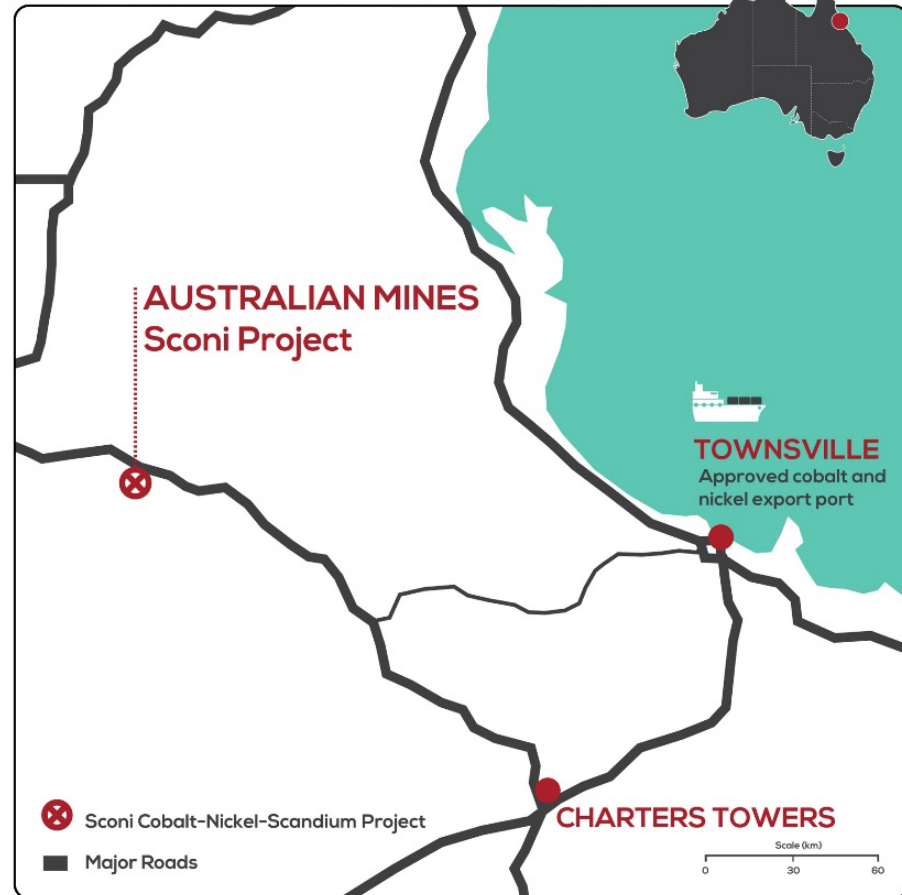 AUSTRALIAN MINES
Sconi Project
TOWNSVILLE
Approved cobalt and
nickel export port
CHARTERS TOWERS
Sconi Cobalt-Nickel-Scandium Project
Major Roads
Scale (km)
0 30 60